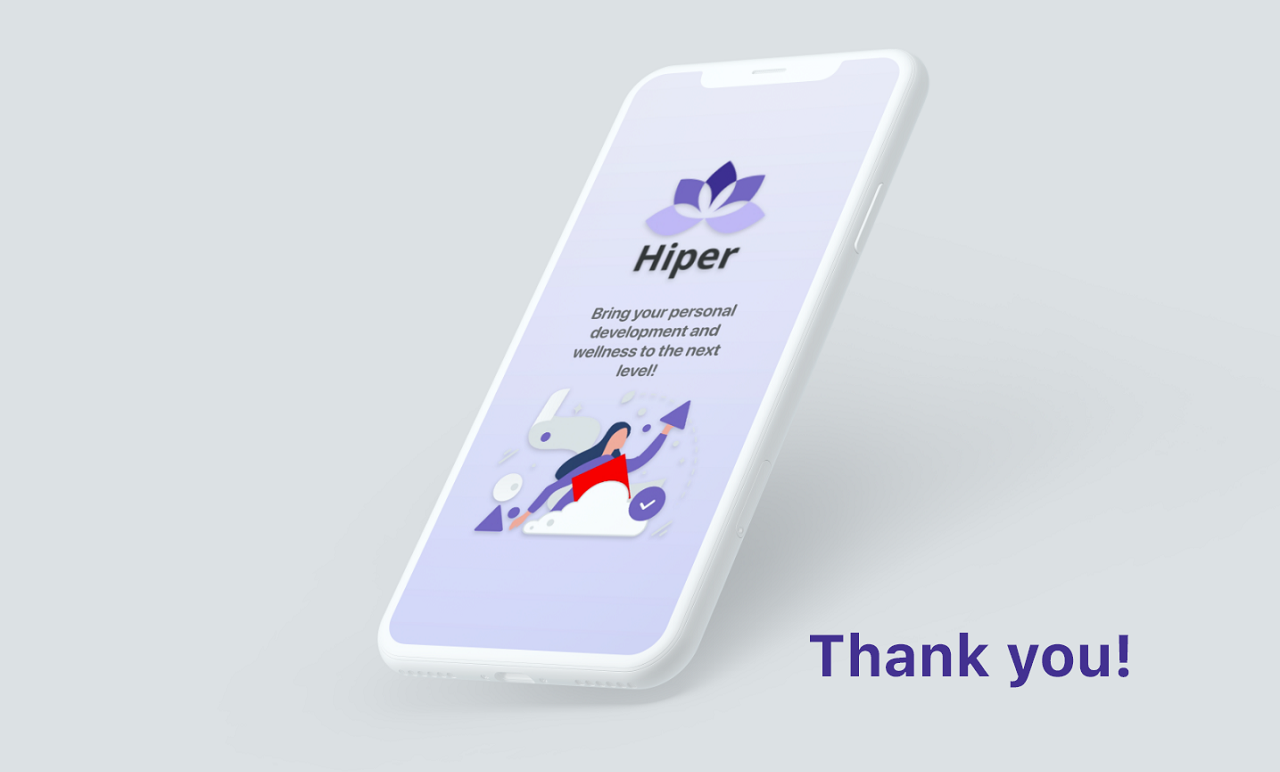 Hiper
Bring your personal
development and
wellness to the next
level!
Thank you!